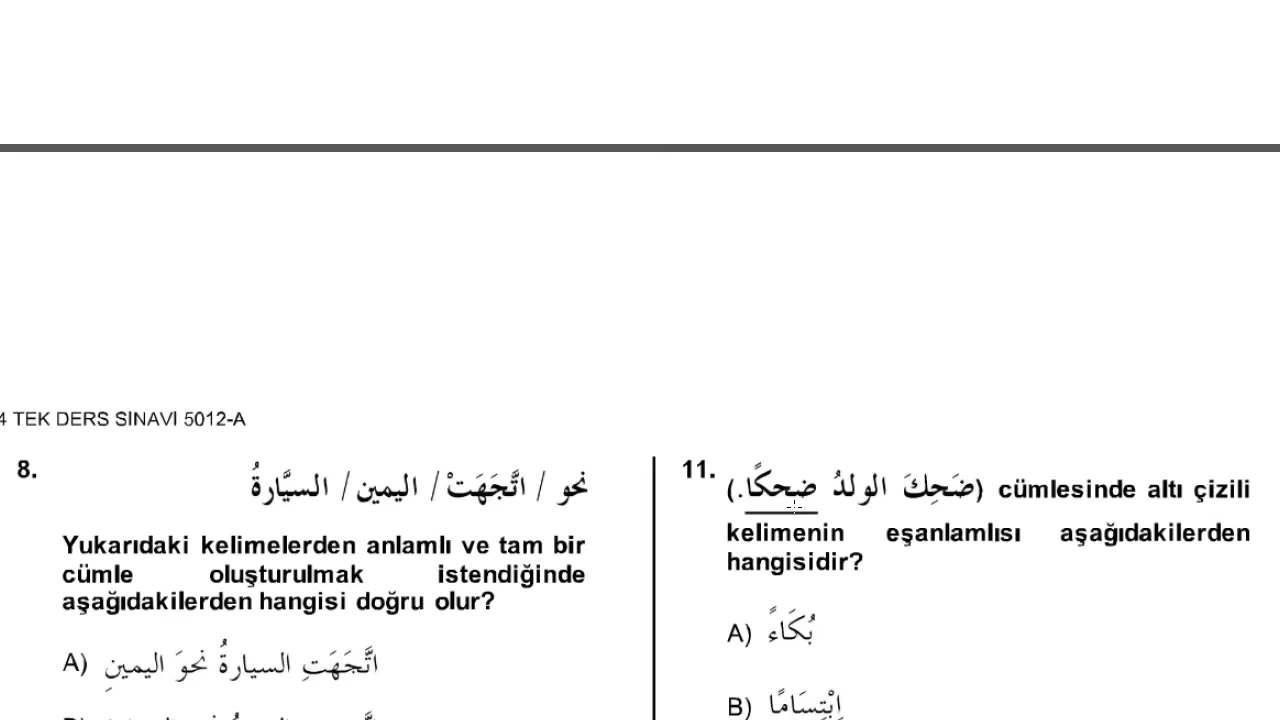 4 TEK DERS SINAVİ 5012-A
8.
نحو / اتَّجَهَتْ / اليمين / السيَّارةُ
Yukarıdaki kelimelerden anlamlı ve tam bir
cümle oluşturulmak istendiğinde
aşağıdakilerden hangisi doğru olur?
A) اتَّجَهَتِ السيارةُ نحوَ اليمينِ
11.
(ضَحِكَ الولدُ ضحكًا.) cümlesinde altı çizili
kelimenin eşanlamlısı aşağıdakilerden
hangisidir?
A) بُكَاءً
B) اِبْتِسَامًا